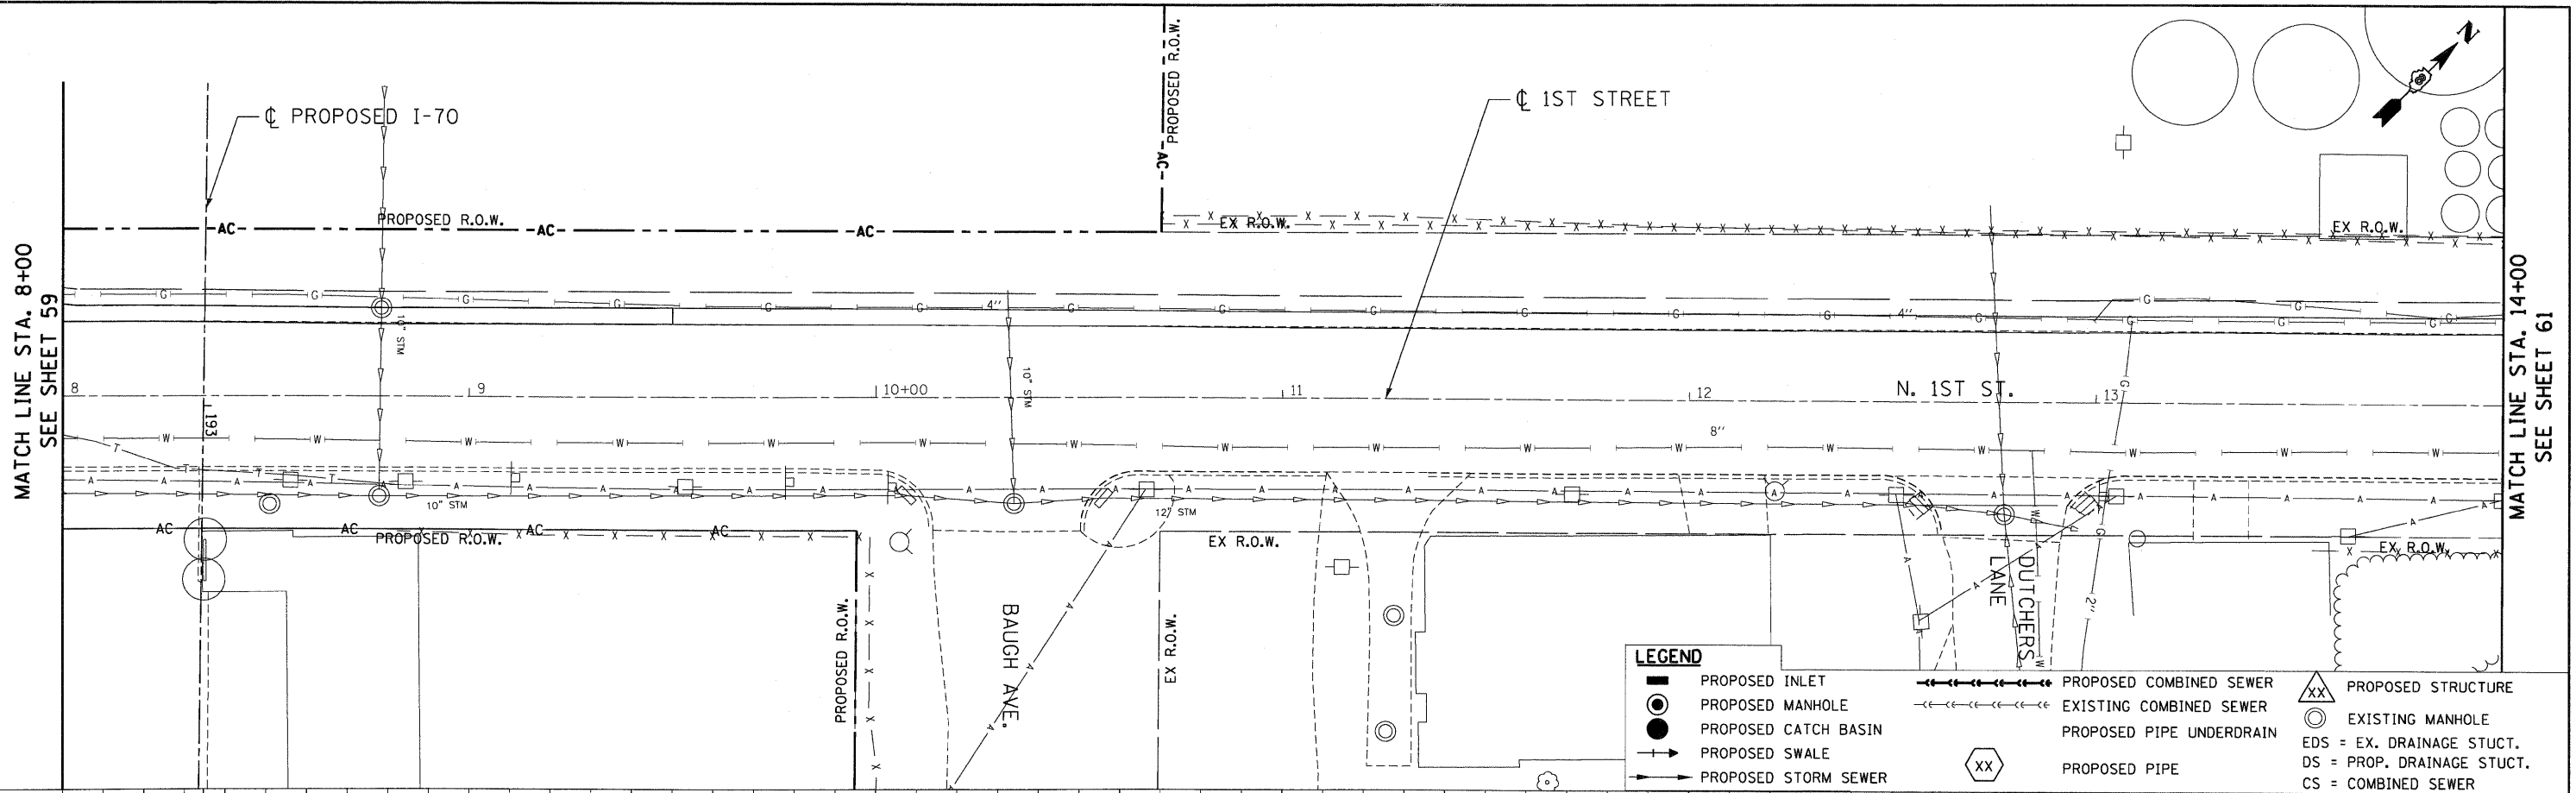 MATCH LINE STA. 8+00
SEE SHEET 59
℄ PROPOSED I-70
PROPOSED R.O.W.
AC
℄ 1ST STREET
N
PROPOSED R.O.W.
AC
AC
AC
EX R.O.W.
EX R.O.W.
10" STM
4"
4"
10" STM
8
9
10+00
11
12
N. 1ST ST.
13
193
8"
10" STM
12" STM
AC
AC
AC
AC
PROPOSED R.O.W.
EX R.O.W.
EX R.O.W.
PROPOSED R.O.W.
BAUGH AVE.
EX R.O.W.
DUTCHERS
LANE
2"
MATCH LINE STA. 14+00
SEE SHEET 61
LEGEND
PROPOSED INLET
PROPOSED MANHOLE
PROPOSED CATCH BASIN
PROPOSED SWALE
PROPOSED STORM SEWER
PROPOSED COMBINED SEWER
EXISTING COMBINED SEWER
PROPOSED PIPE UNDERDRAIN
XX PROPOSED PIPE
XX PROPOSED STRUCTURE
EXISTING MANHOLE
EDS = EX. DRAINAGE STUCT.
DS = PROP. DRAINAGE STUCT.
CS = COMBINED SEWER